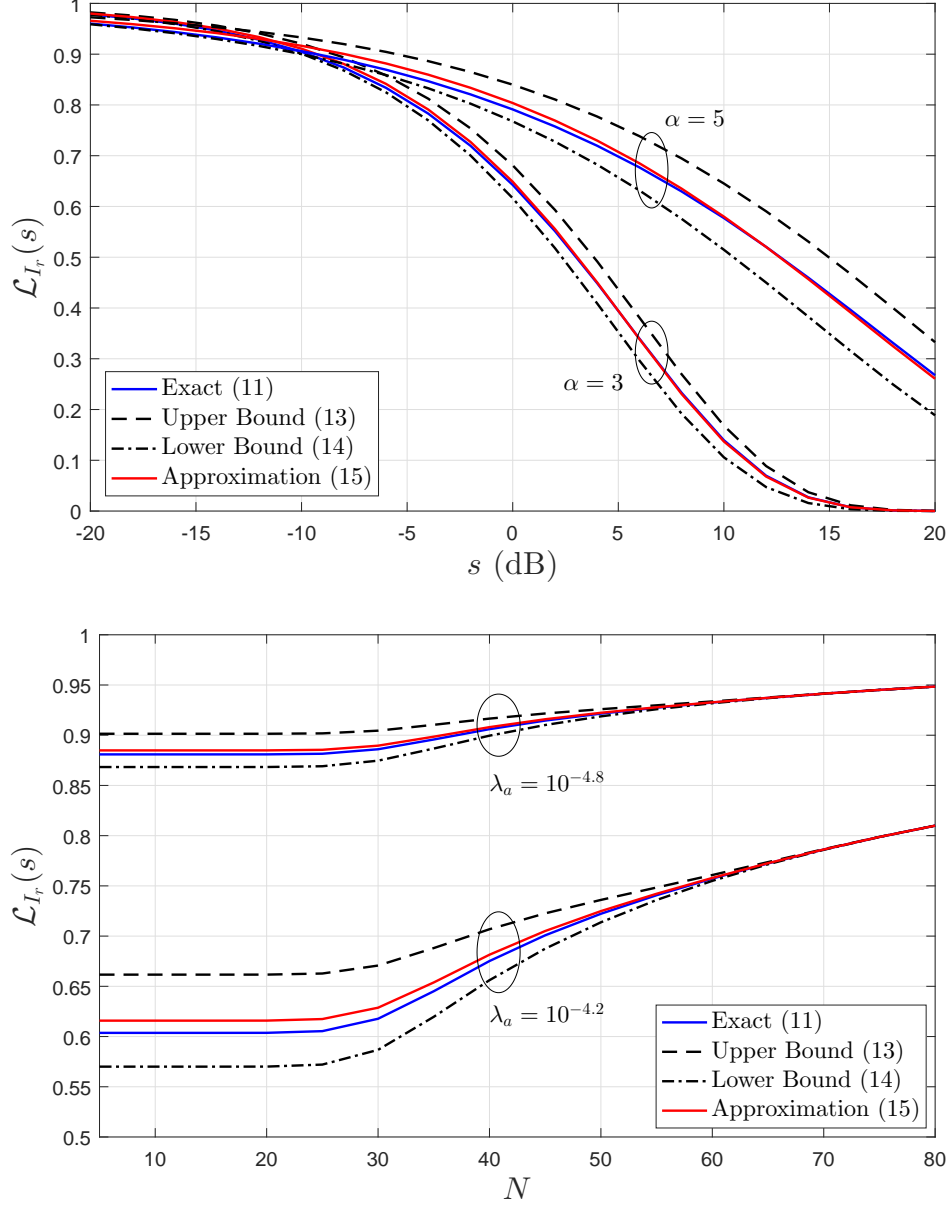 1
0.9
0.8
0.7
0.6
0.5
0.4
0.3
0.2
0.1
0
𝓛_{I_r}(s)
α = 5
α = 3
Exact (11)
Upper Bound (13)
Lower Bound (14)
Approximation (15)
-20 -15 -10 -5 0 5 10 15 20
s (dB)
1
0.95
0.9
0.85
0.8
0.75
0.7
0.65
0.6
0.55
0.5
𝓛_{I_r}(s)
λ_a = 10^{-4.8}
λ_a = 10^{-4.2}
Exact (11)
Upper Bound (13)
Lower Bound (14)
Approximation (15)
10 20 30 40 50 60 70 80
N